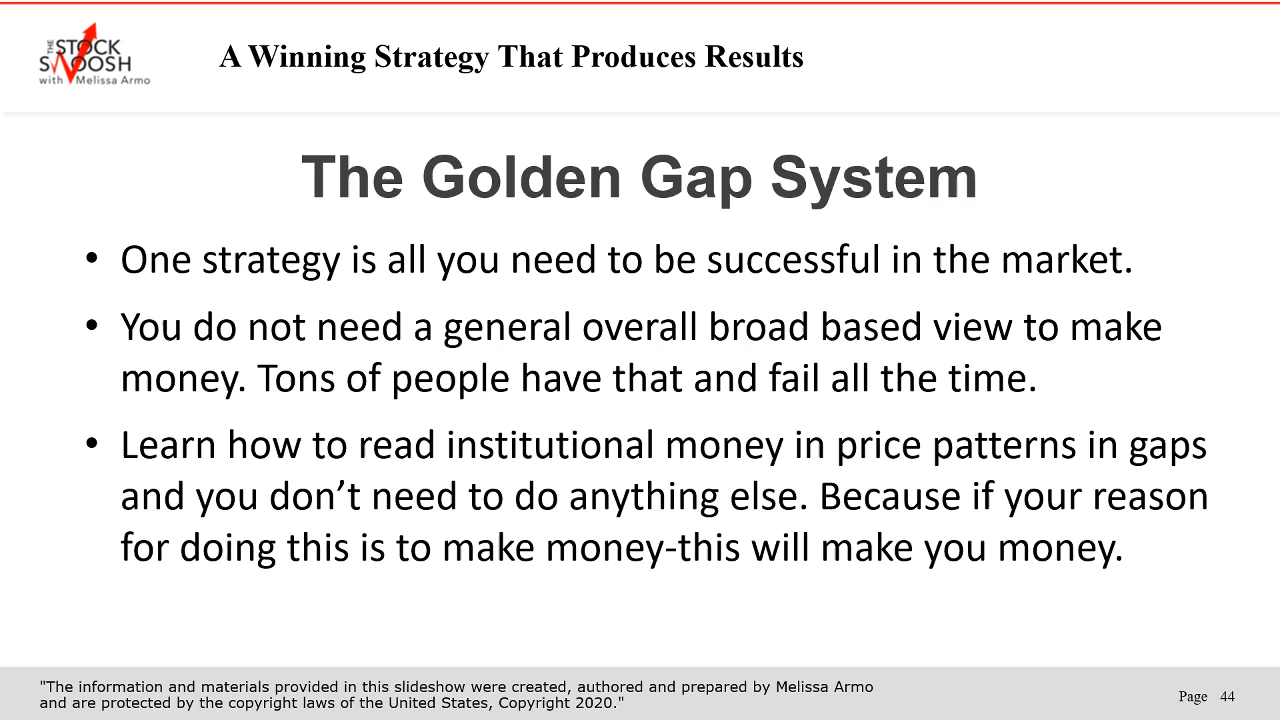 THE STOCK
SWOOSH
with Melissa Armo
A Winning Strategy That Produces Results
The Golden Gap System
• One strategy is all you need to be successful in the market.
• You do not need a general overall broad based view to make
money. Tons of people have that and fail all the time.
• Learn how to read institutional money in price patterns in gaps
and you don’t need to do anything else. Because if your reason
for doing this is to make money-this will make you money.
"The information and materials provided in this slideshow were created, authored and prepared by Melissa Armo
and are protected by the copyright laws of the United States, Copyright 2020."
Page 44